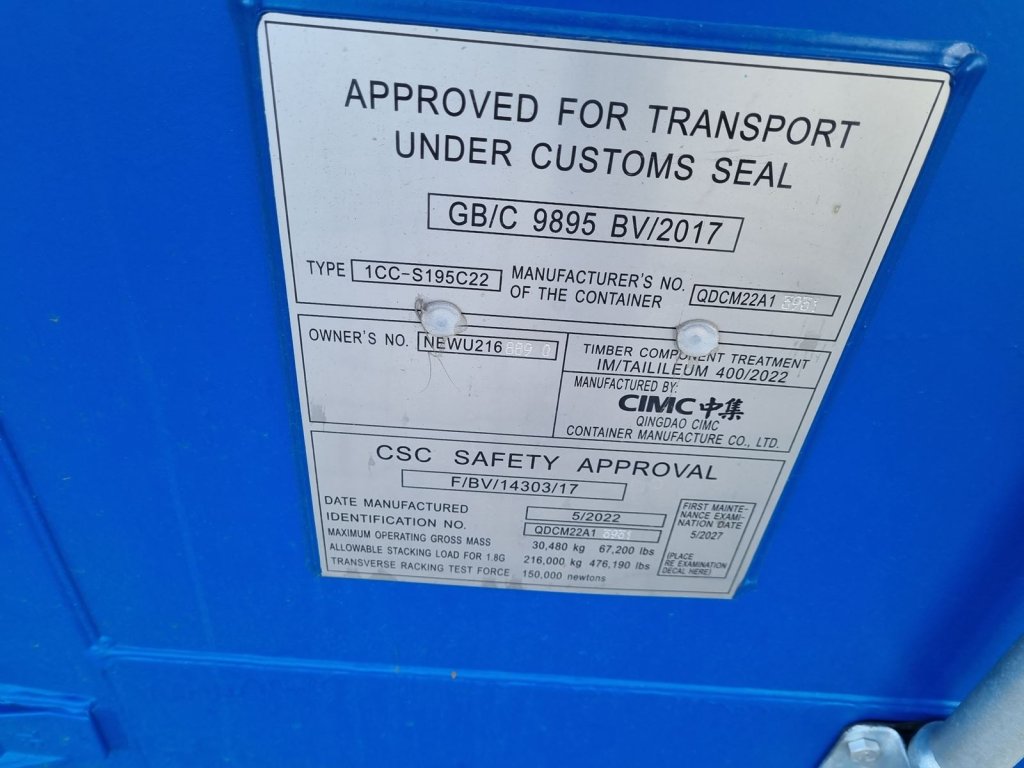 APPROVED FOR TRANSPORT
UNDER CUSTOMS SEAL
GB/C 9895 BV/2017
TYPE 1CC-S195C22
MANUFACTURER'S NO.
OF THE CONTAINER QDCM22A1
OWNER'S NO. NEWU216 889 0
TIMBER COMPONENT TREATMENT
IM/TAILILEUM 400/2022
MANUFACTURED BY:
CIMC 中集
QINGDAO CIMC
CONTAINER MANUFACTURE CO., LTD.
CSC SAFETY APPROVAL
F/BV/14303/17
DATE MANUFACTURED 5/2022
IDENTIFICATION NO. QDCM22A1
MAXIMUM OPERATING GROSS MASS 30,480 kg 67,200 lbs
ALLOWABLE STACKING LOAD FOR 1.8G 216,000 kg 476,190 lbs
TRANSVERSE RACKING TEST FORCE 150,000 newtons
FIRST MAINTE-
NANCE EXAMI-
NATION DATE
5/2027
(PLACE
RE EXAMINATION
DECAL HERE)